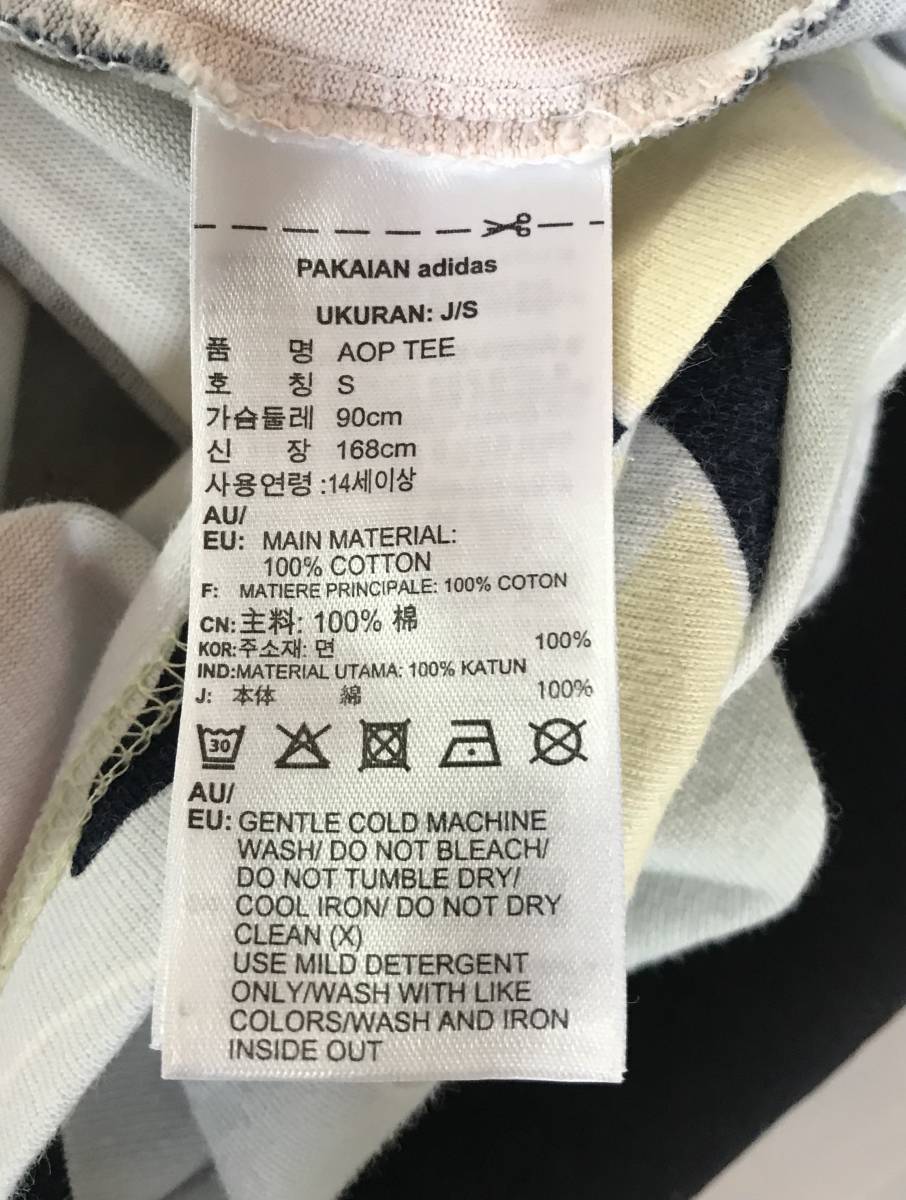 PAKAIAN adidas
UKURAN: J/S
품 명 AOP TEE
호 칭 S
가슴둘레 90cm
신 장 168cm
사용연령 :14세이상
AU/
EU: MAIN MATERIAL:
100% COTTON
F: MATIERE PRINCIPALE: 100% COTON
CN:主料: 100% 棉
KOR:주소재: 면 100%
IND:MATERIAL UTAMA: 100% KATUN
J: 本体 綿 100%
30
AU/
EU: GENTLE COLD MACHINE
WASH/ DO NOT BLEACH/
DO NOT TUMBLE DRY/
COOL IRON/ DO NOT DRY
CLEAN (X)
USE MILD DETERGENT
ONLY/WASH WITH LIKE
COLORS/WASH AND IRON
INSIDE OUT